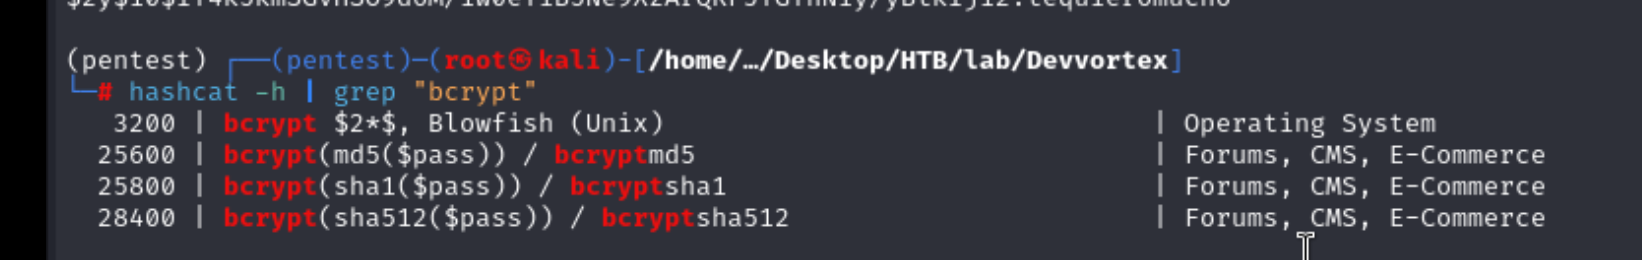 (pentest) ┌──(pentest)─(root㉿kali)-[/home/…/Desktop/HTB/lab/Devvortex]
└─# hashcat -h | grep "bcrypt"
3200 | bcrypt $2*$, Blowfish (Unix) | Operating System
25600 | bcrypt(md5($pass)) / bcryptmd5 | Forums, CMS, E-Commerce
25800 | bcrypt(sha1($pass)) / bcryptsha1 | Forums, CMS, E-Commerce
28400 | bcrypt(sha512($pass)) / bcryptsha512 | Forums, CMS, E-Commerce